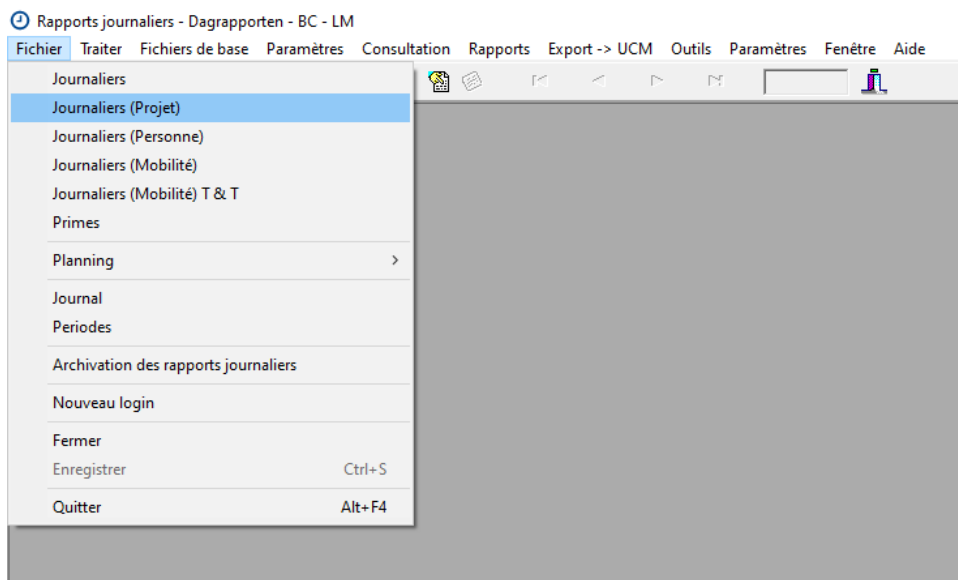 Rapports journaliers - Dagrapporten - BC - LM
Fichier Traiter Fichiers de base Paramètres Consultation Rapports Export -> UCM Outils Paramètres Fenêtre Aide
Journaliers
Journaliers (Projet)
Journaliers (Personne)
Journaliers (Mobilité)
Journaliers (Mobilité) T & T
Primes
Planning
Journal
Periodes
Archivation des rapports journaliers
Nouveau login
Fermer
Enregistrer Ctrl+S
Quitter Alt+F4